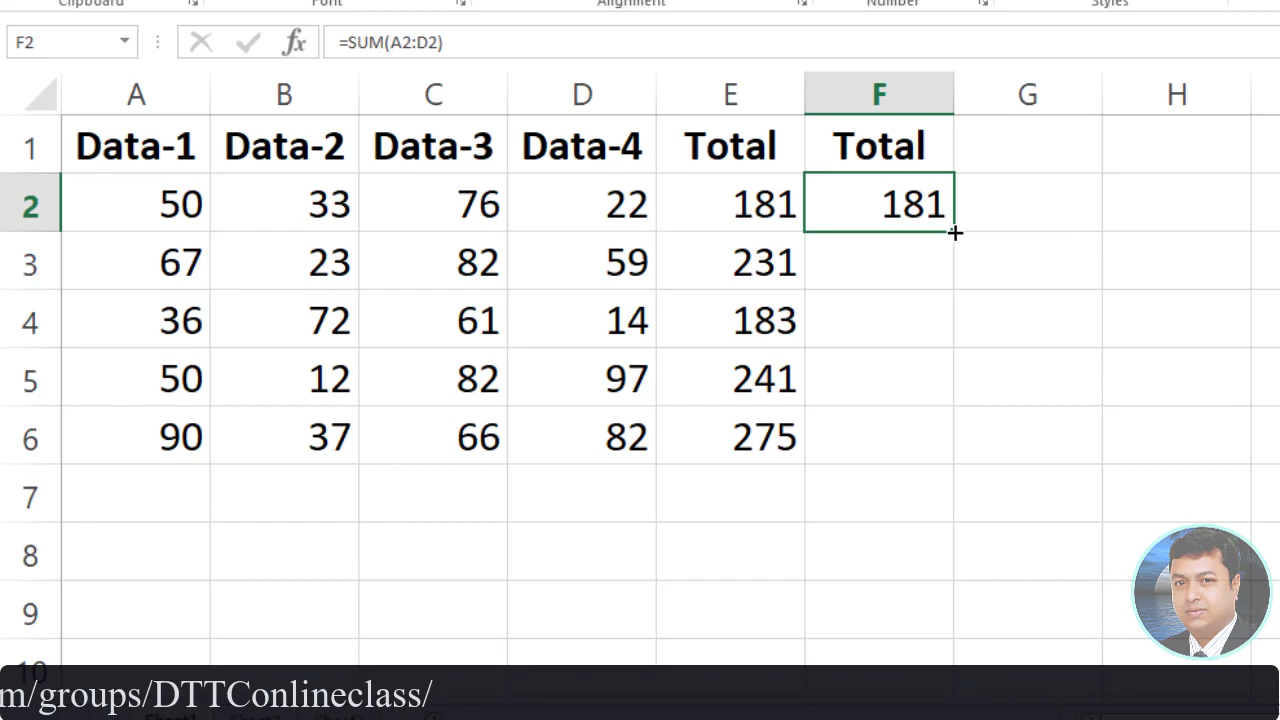 Clipboard Font Alignment Number Styles
F2 fx =SUM(A2:D2)
A B C D E F G H
1 Data-1 Data-2 Data-3 Data-4 Total Total
2 50 33 76 22 181 181
3 67 23 82 59 231
4 36 72 61 14 183
5 50 12 82 97 241
6 90 37 66 82 275
7
8
9
10
m/groups/DTTConlineclass/